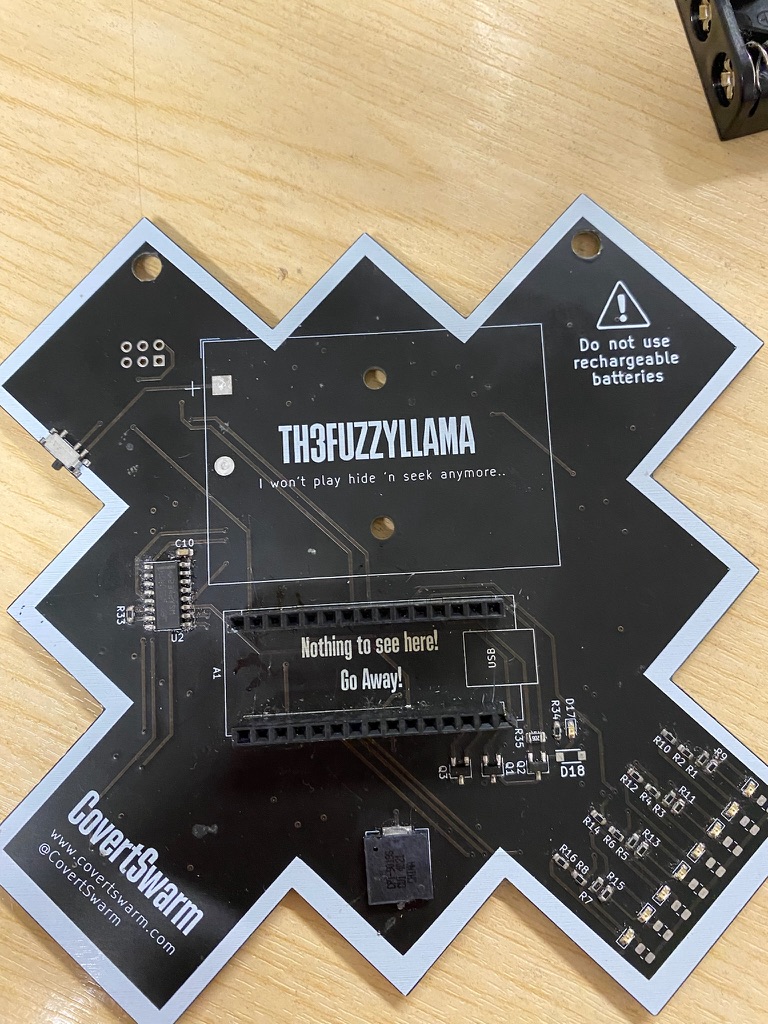 Do not use
rechargeable
batteries
+
TH3FUZZYLLAMA
I won't play hide 'n seek anymore..
C10
R33
U2
A1
Nothing to see here!
Go Away!
USB
D17
R34
R35
Q3
Q1
Q2
D18
R10 R2 R1
R9
R12 R4 R3
R11
R14 R6 R5
R13
R16 R8
R7
R15
CovertSwarm
www.covertswarm.com
@CovertSwarm